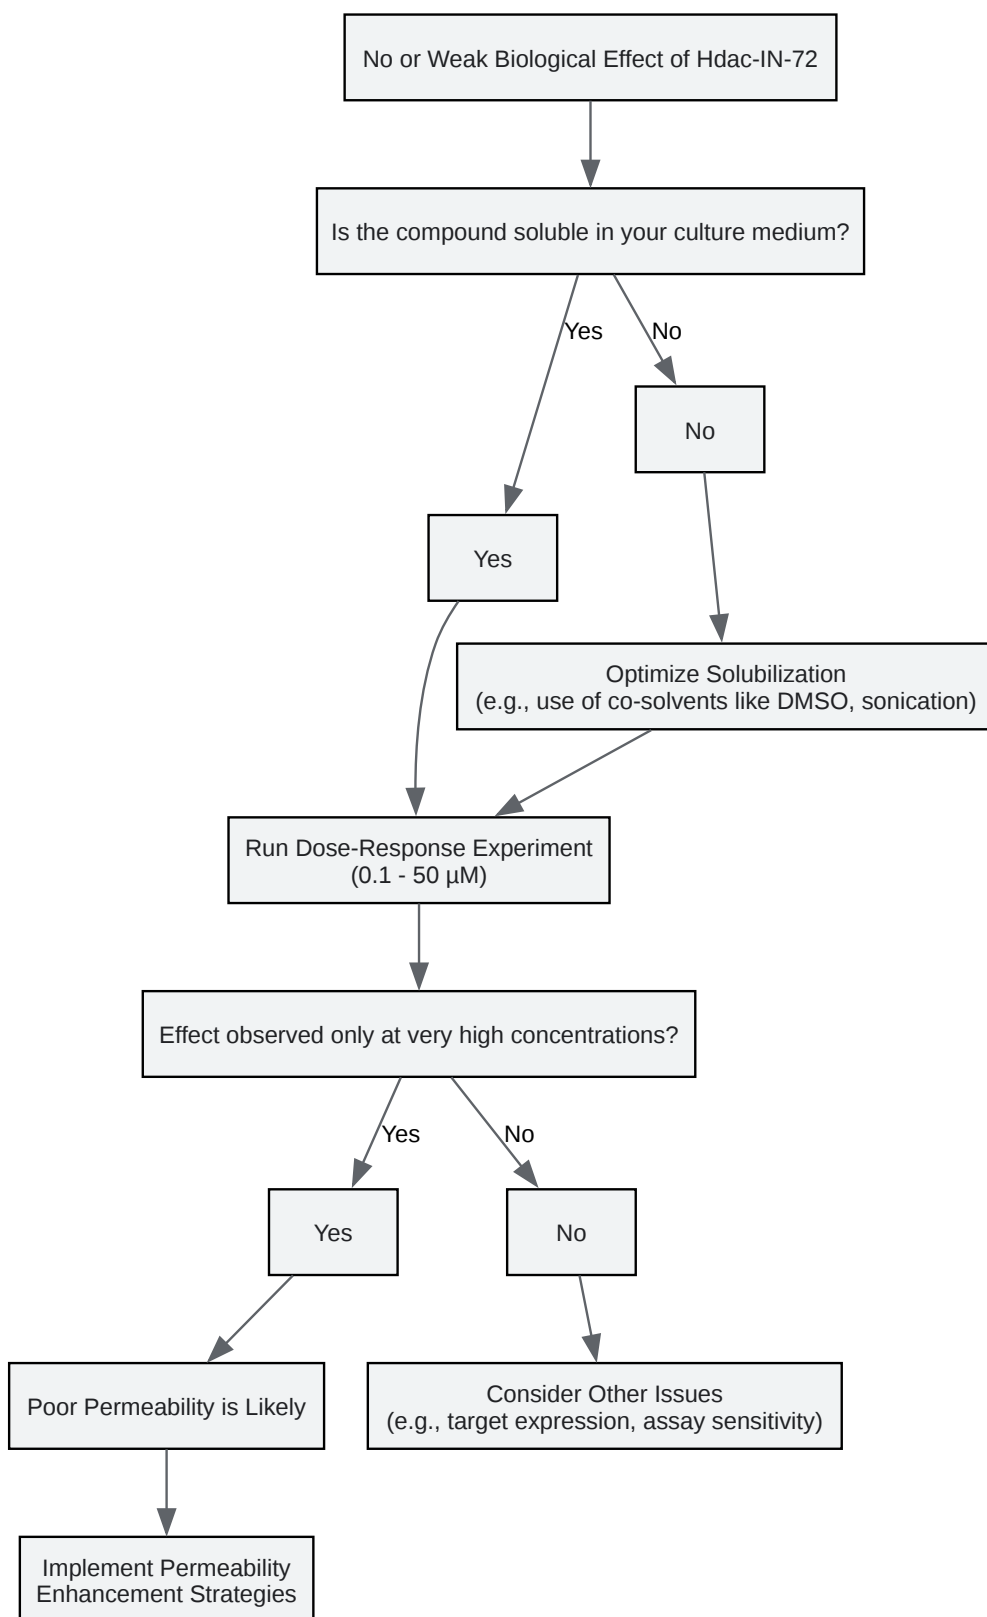 No or Weak Biological Effect of Hdac-IN-72
Is the compound soluble in your culture medium?
Yes
No
No
Yes
Optimize Solubilization
(e.g., use of co-solvents like DMSO, sonication)
Run Dose-Response Experiment
(0.1 - 50 µM)
Effect observed only at very high concentrations?
Yes
No
Yes
No
Poor Permeability is Likely
Consider Other Issues
(e.g., target expression, assay sensitivity)
Implement Permeability
Enhancement Strategies